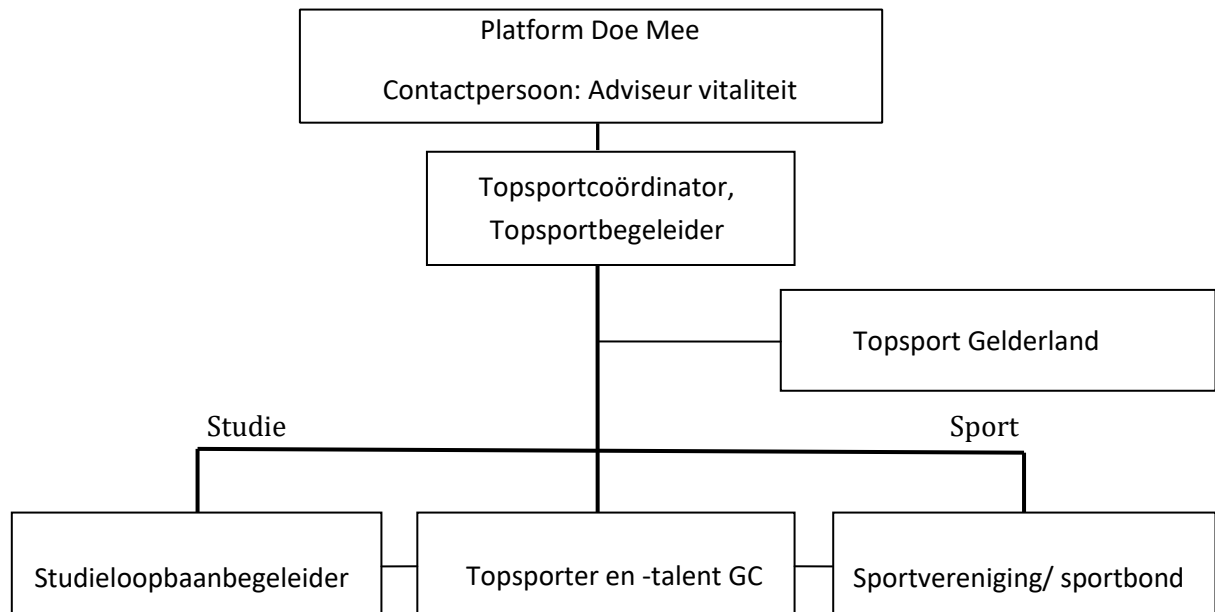 Platform Doe Mee
Contactpersoon: Adviseur vitaliteit
Topsportcoördinator,
Topsportbegeleider
Topsport Gelderland
Studie
Sport
Studieloopbaanbegeleider
Topsporter en -talent GC
Sportvereniging/ sportbond